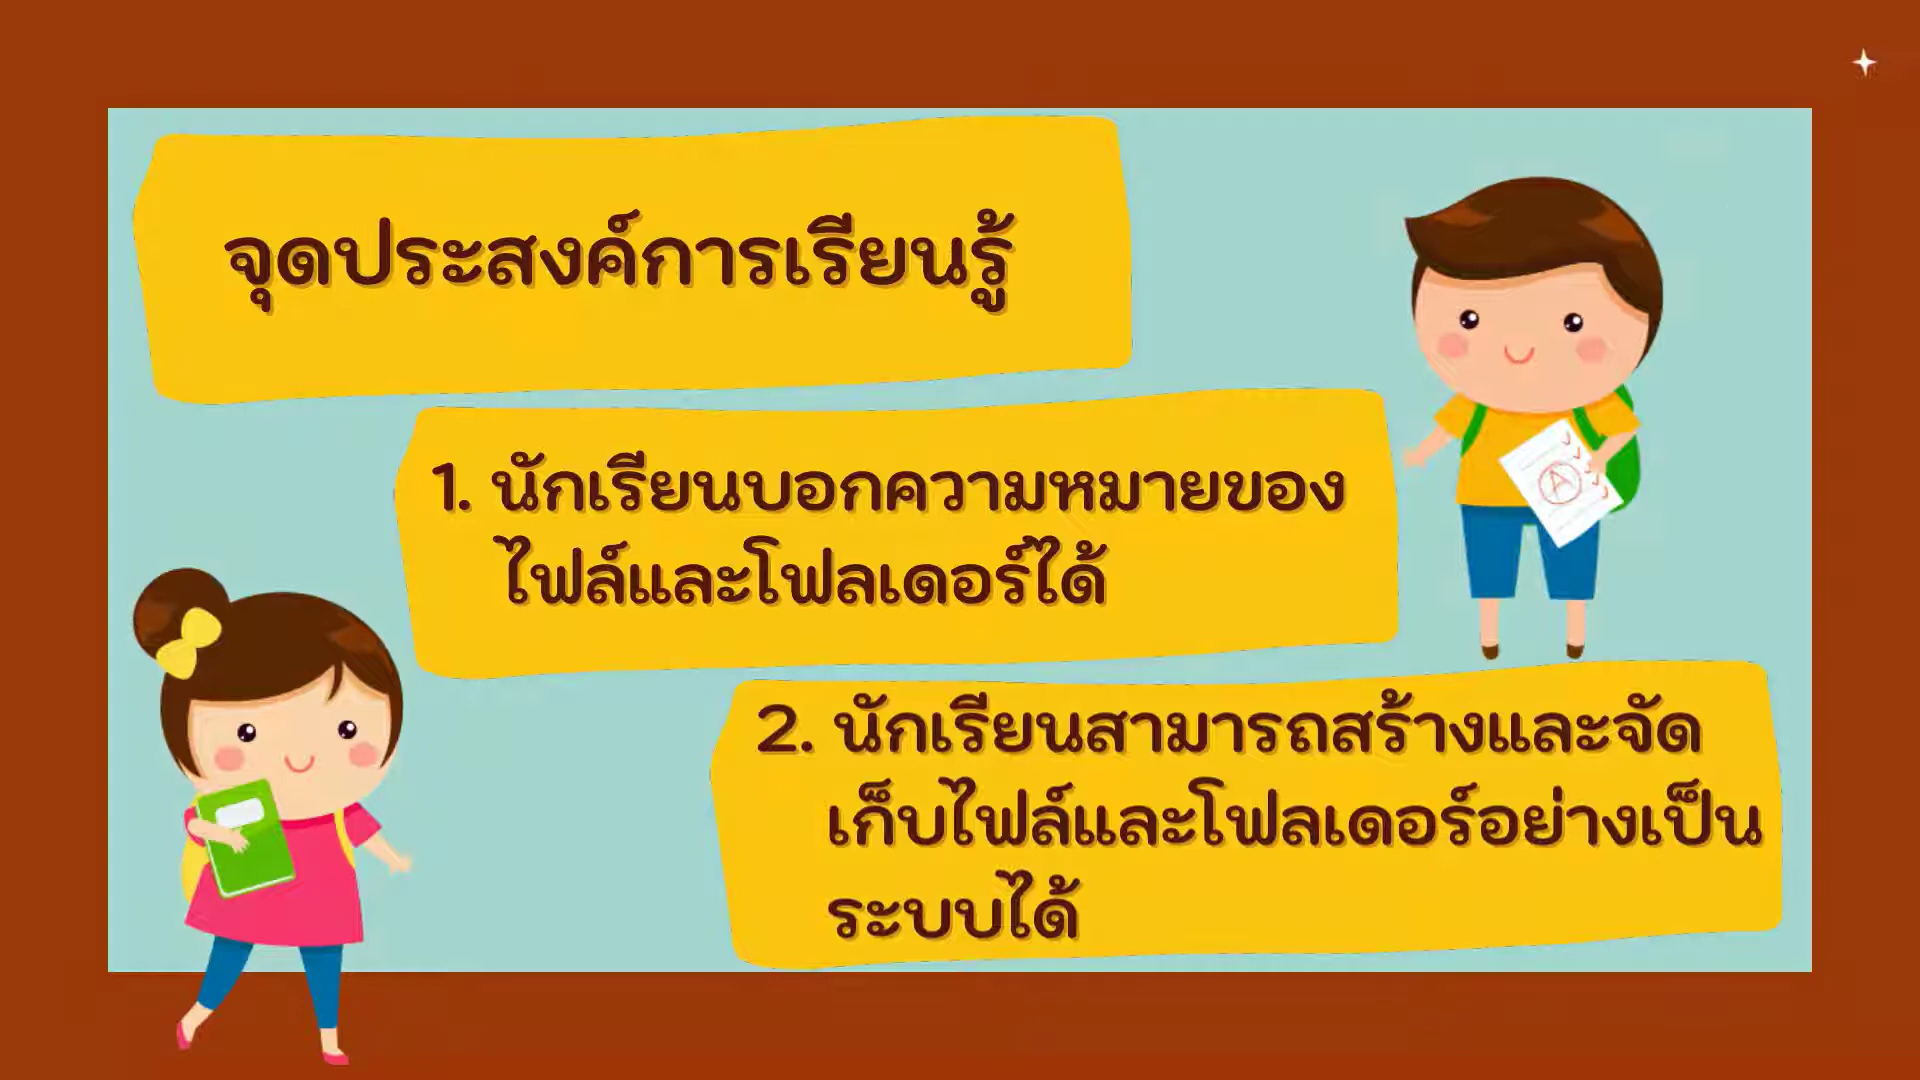 จุดประสงค์การเรียนรู้
1. นักเรียนบอกความหมายของ
ไฟล์และโฟลเดอร์ได้
2. นักเรียนสามารถสร้างและจัด
เก็บไฟล์และโฟลเดอร์อย่างเป็น
ระบบได้
A